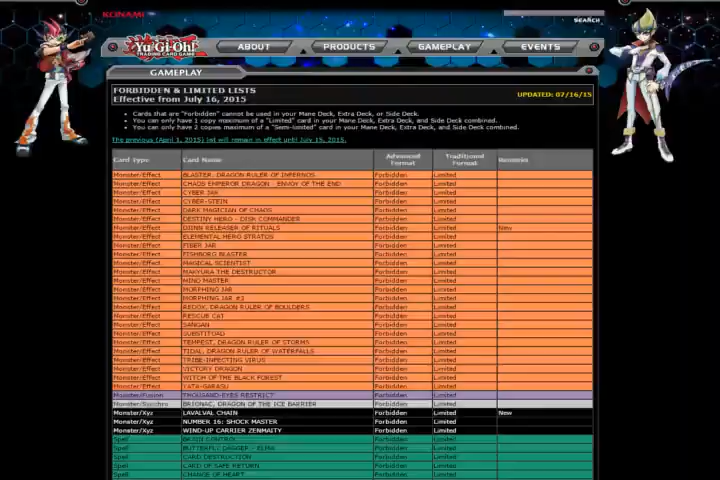 KONAMI
SEARCH
Yu-Gi-Oh!
TRADING CARD GAME
ABOUT
PRODUCTS
GAMEPLAY
EVENTS
GAMEPLAY
FORBIDDEN & LIMITED LISTS
Effective from July 16, 2015
UPDATED: 07/16/15
Cards that are "Forbidden" cannot be used in your Mane Deck, Extra Deck, or Side Deck.
You can only have 1 copy maximum of a "Limited" card in your Mane Deck, Extra Deck, and Side Deck combined.
You can only have 2 copies maximum of a "Semi-limited" card in your Mane Deck, Extra Deck, and Side Deck combined.
The previous (April 1, 2015) list will remain in effect until July 15, 2015.
Card Type Card Name Advanced Format Traditional Format Remarks
Monster/Effect BLASTER, DRAGON RULER OF INFERNOS Forbidden Limited
Monster/Effect CHAOS EMPEROR DRAGON - ENVOY OF THE END Forbidden Limited
Monster/Effect CYBER JAR Forbidden Limited
Monster/Effect CYBER-STEIN Forbidden Limited
Monster/Effect DARK MAGICIAN OF CHAOS Forbidden Limited
Monster/Effect DESTINY HERO - DISK COMMANDER Forbidden Limited
Monster/Effect DJINN RELEASER OF RITUALS Forbidden Limited New
Monster/Effect ELEMENTAL HERO STRATOS Forbidden Limited
Monster/Effect FIBER JAR Forbidden Limited
Monster/Effect FISHBORG BLASTER Forbidden Limited
Monster/Effect MAGICAL SCIENTIST Forbidden Limited
Monster/Effect MAKYURA THE DESTRUCTOR Forbidden Limited
Monster/Effect MIND MASTER Forbidden Limited
Monster/Effect MORPHING JAR Forbidden Limited
Monster/Effect MORPHING JAR #2 Forbidden Limited
Monster/Effect REDOX, DRAGON RULER OF BOULDERS Forbidden Limited
Monster/Effect RESCUE CAT Forbidden Limited
Monster/Effect SANGAN Forbidden Limited
Monster/Effect SUBSTITOAD Forbidden Limited
Monster/Effect TEMPEST, DRAGON RULER OF STORMS Forbidden Limited
Monster/Effect TIDAL, DRAGON RULER OF WATERFALLS Forbidden Limited
Monster/Effect TRIBE-INFECTING VIRUS Forbidden Limited
Monster/Effect VICTORY DRAGON Forbidden Limited
Monster/Effect WITCH OF THE BLACK FOREST Forbidden Limited
Monster/Effect YATA-GARASU Forbidden Limited
Monster/Fusion THOUSAND-EYES RESTRICT Forbidden Limited
Monster/Synchro BRIONAC, DRAGON OF THE ICE BARRIER Forbidden Limited
Monster/Xyz LAVALVAL CHAIN Forbidden Limited New
Monster/Xyz NUMBER 16: SHOCK MASTER Forbidden Limited
Monster/Xyz WIND-UP CARRIER ZENMAITY Forbidden Limited
Spell BRAIN CONTROL Forbidden Limited
Spell BUTTERFLY DAGGER - ELMA Forbidden Limited
Spell CARD DESTRUCTION Forbidden Limited
Spell CARD OF SAFE RETURN Forbidden Limited
Spell CHANGE OF HEART Forbidden Limited